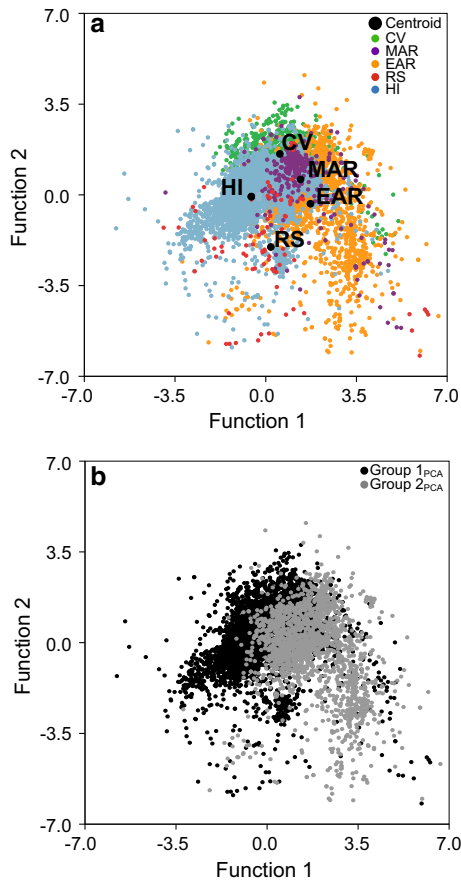 7.0
a
Centroid
CV
MAR
EAR
RS
HI
3.5
CV
MAR
Function 2
0.0
HI
EAR
RS
-3.5
-7.0
-7.0
-3.5
0.0
3.5
7.0
Function 1
7.0
b
Group 1PCA
Group 2PCA
3.5
Function 2
0.0
-3.5
-7.0
-7.0
-3.5
0.0
3.5
7.0
Function 1